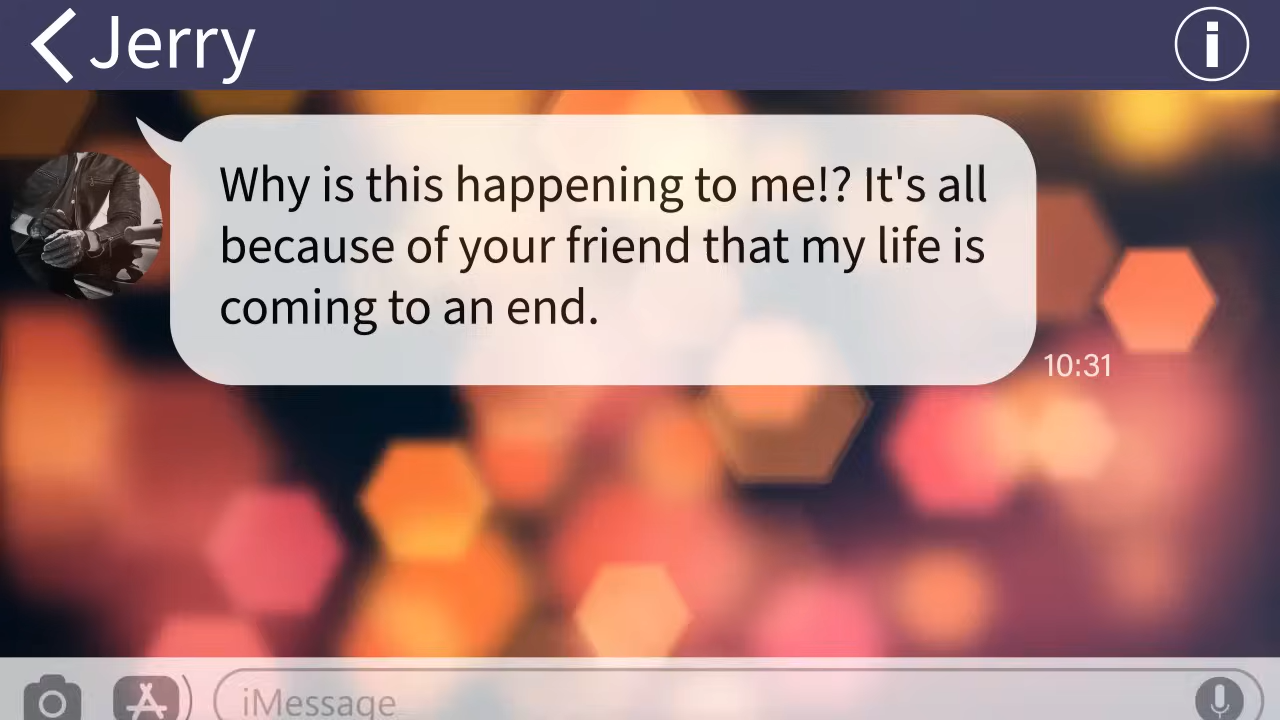 Jerry
Why is this happening to me!? It's all
because of your friend that my life is
coming to an end.
10:31
iMessage